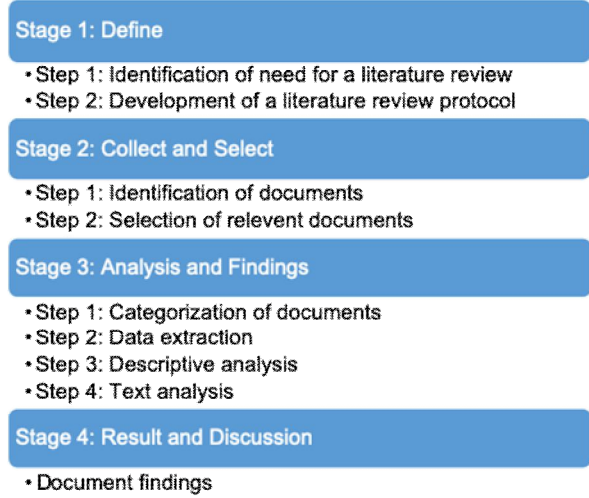 Stage 1: Define
• Step 1: Identification of need for a literature review
• Step 2: Development of a literature review protocol
Stage 2: Collect and Select
• Step 1: Identification of documents
• Step 2: Selection of relevent documents
Stage 3: Analysis and Findings
• Step 1: Categorization of documents
• Step 2: Data extraction
• Step 3: Descriptive analysis
• Step 4: Text analysis
Stage 4: Result and Discussion
• Document findings